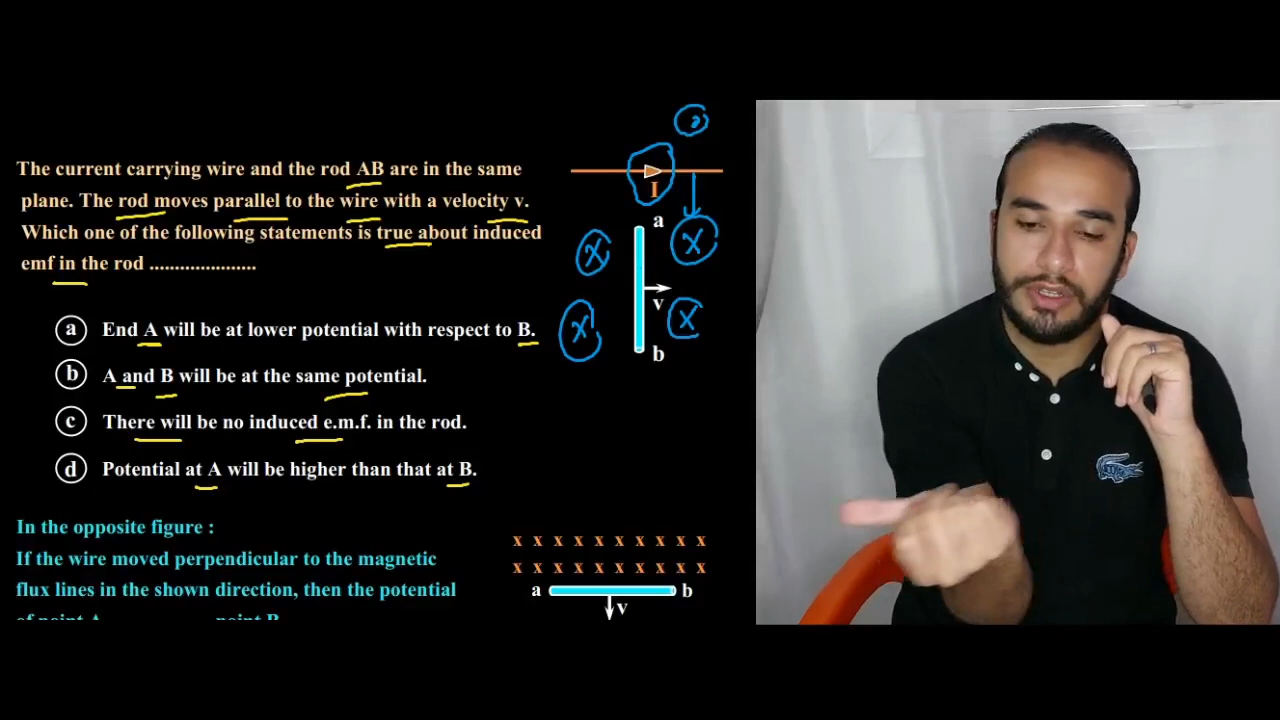 The current carrying wire and the rod AB are in the same
plane. The rod moves parallel to the wire with a velocity v.
Which one of the following statements is true about induced
emf in the rod .....................
a End A will be at lower potential with respect to B.
b A and B will be at the same potential.
c There will be no induced e.m.f. in the rod.
d Potential at A will be higher than that at B.
I
a
X X
v
X X
b
In the opposite figure :
If the wire moved perpendicular to the magnetic
flux lines in the shown direction, then the potential
of point A point B
x x x x x x x x x x
x x x x x x x x x x
a b
v